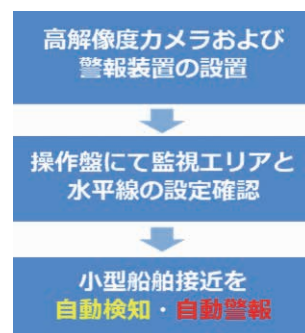 高解像度カメラおよび
警報装置の設置
操作盤にて監視エリアと
水平線の設定確認
小型船舶接近を
自動検知・自動警報